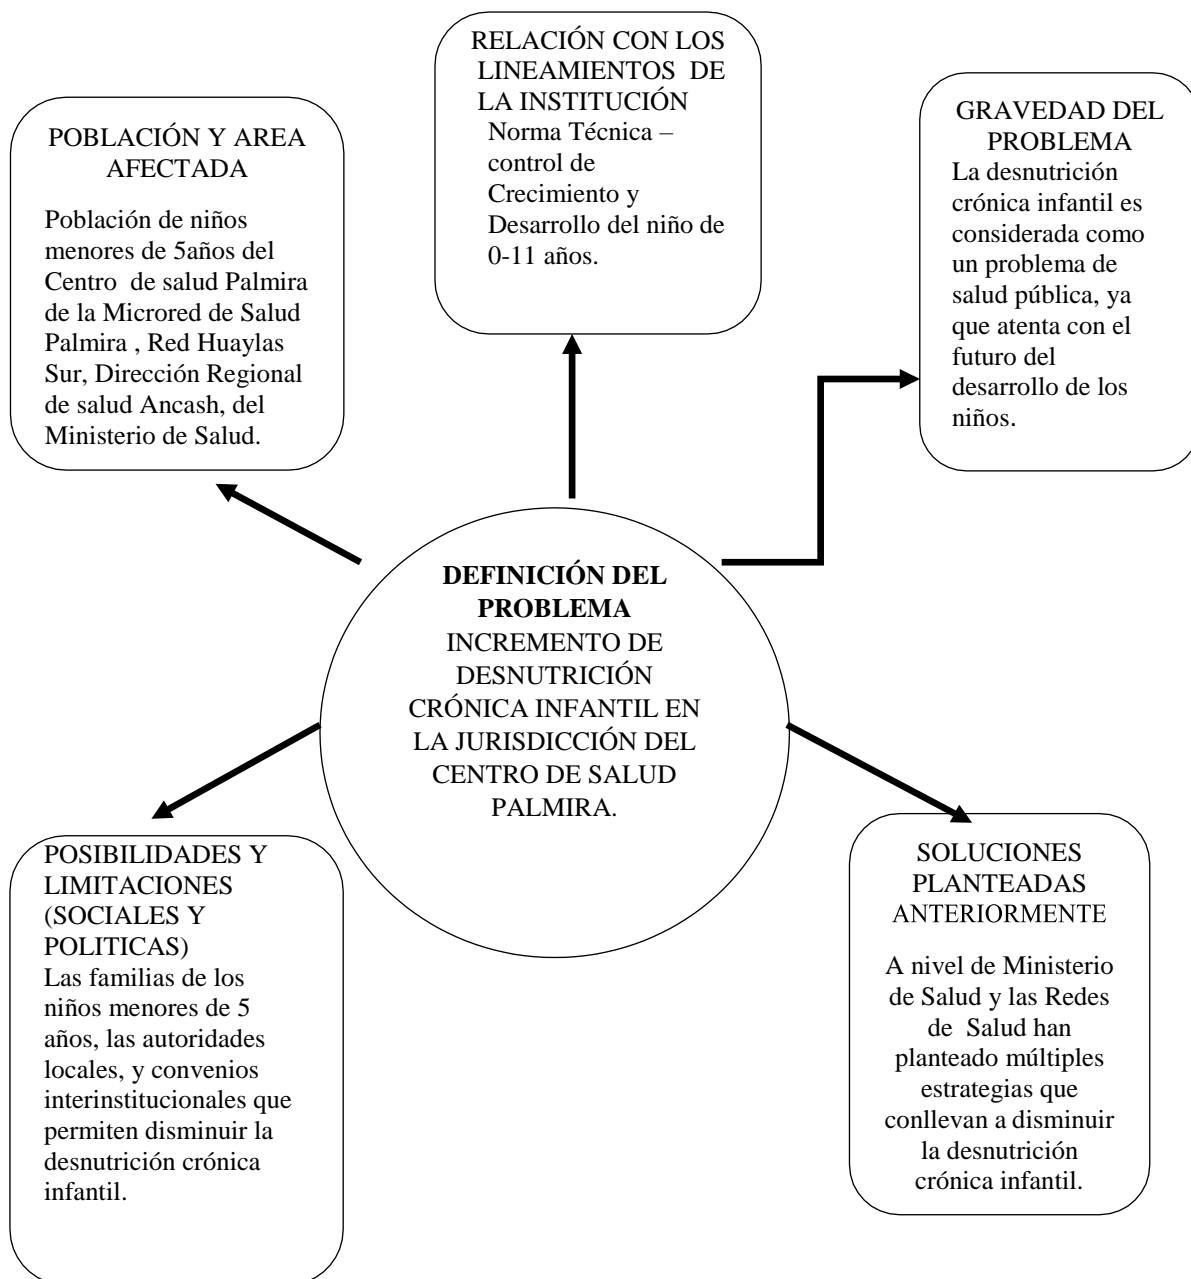 RELACIÓN CON LOS
LINEAMIENTOS DE
LA INSTITUCIÓN
Norma Técnica –
control de
Crecimiento y
Desarrollo del niño de
0-11 años.
POBLACIÓN Y AREA
AFECTADA
Población de niños
menores de 5años del
Centro de salud Palmira
de la Microred de Salud
Palmira , Red Huaylas
Sur, Dirección Regional
de salud Ancash, del
Ministerio de Salud.
GRAVEDAD DEL
PROBLEMA
La desnutrición
crónica infantil es
considerada como
un problema de
salud pública, ya
que atenta con el
futuro del
desarrollo de los
niños.
DEFINICIÓN DEL
PROBLEMA
INCREMENTO DE
DESNUTRICIÓN
CRÓNICA INFANTIL EN
LA JURISDICCIÓN DEL
CENTRO DE SALUD
PALMIRA.
POSIBILIDADES Y
LIMITACIONES
(SOCIALES Y
POLITICAS)
Las familias de los
niños menores de 5
años, las autoridades
locales, y convenios
interinstitucionales que
permiten disminuir la
desnutrición crónica
infantil.
SOLUCIONES
PLANTEADAS
ANTERIORMENTE
A nivel de Ministerio
de Salud y las Redes
de Salud han
planteado múltiples
estrategias que
conllevan a disminuir
la desnutrición
crónica infantil.